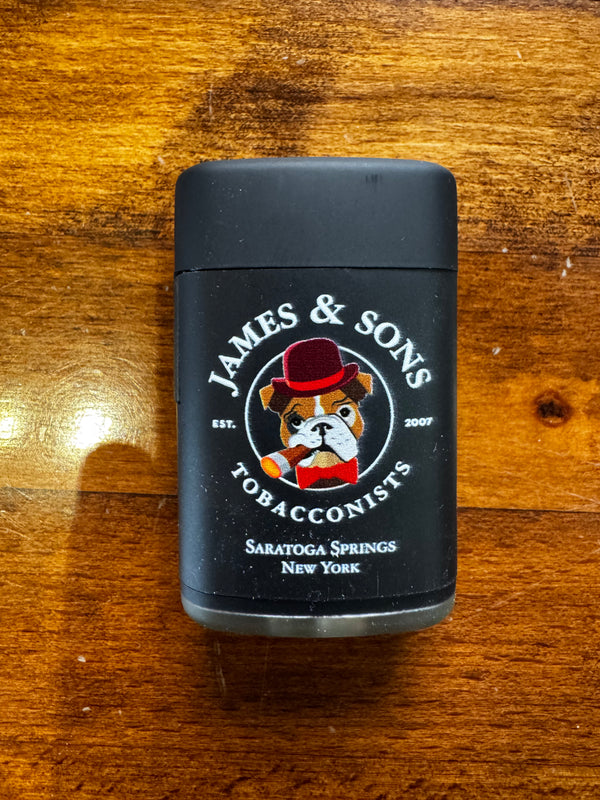 JAMES & SONS
EST. 2007
TOBACCONISTS
SARATOGA SPRINGS
NEW YORK